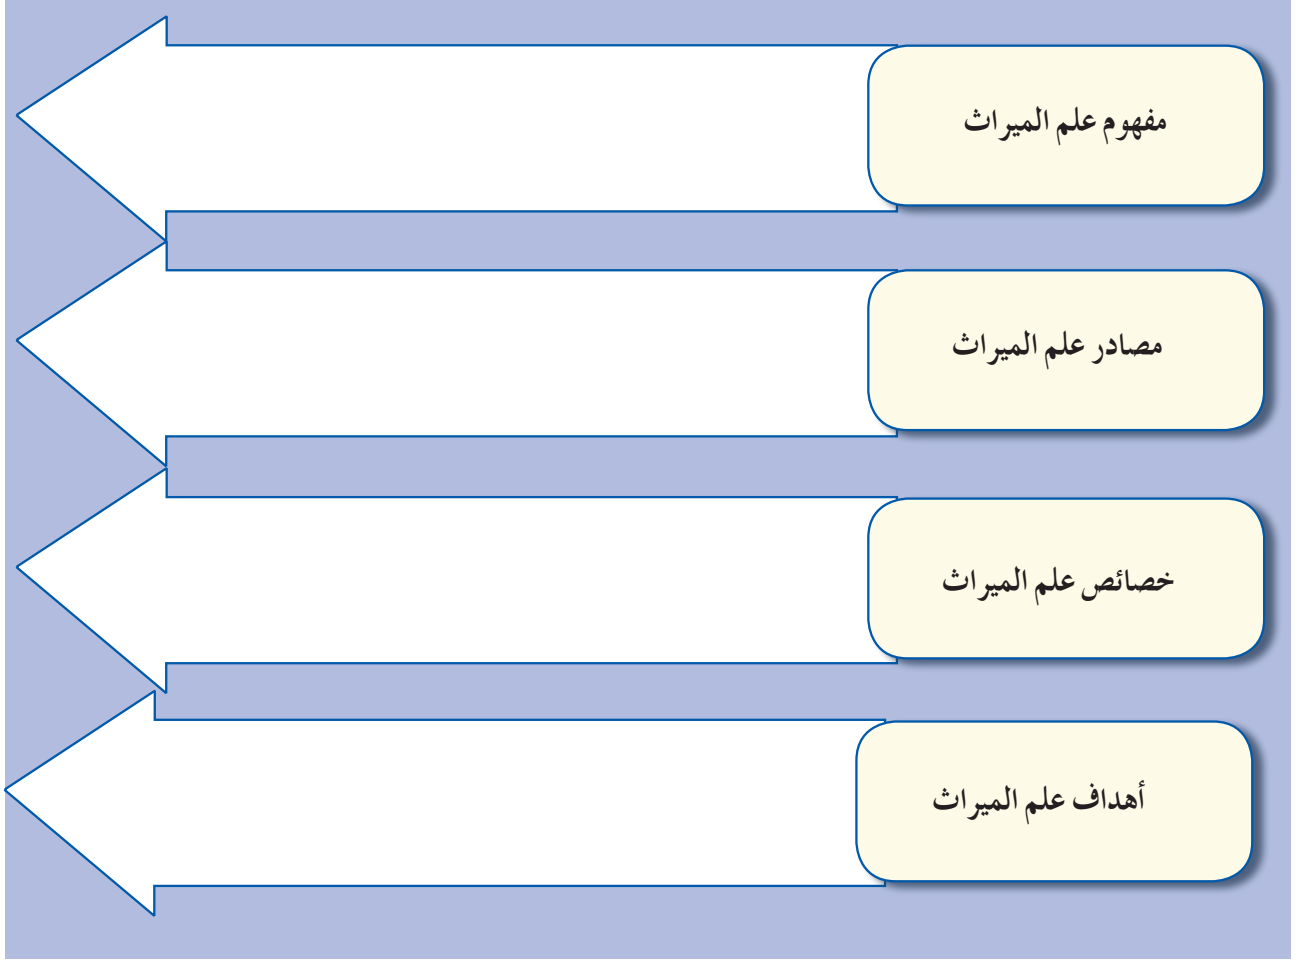 مفهوم علم الميراث
مصادر علم الميراث
خصائص علم الميراث
أهداف علم الميراث